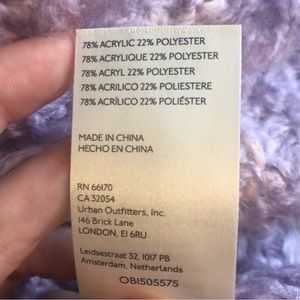 78% ACRYLIC 22% POLYESTER
78% ACRYLIQUE 22% POLYESTER
78% ACRYL 22% POLYESTER
78% ACRILICO 22% POLIESTERE
78% ACRÍLICO 22% POLIÉSTER
MADE IN CHINA
HECHO EN CHINA
RN 66170
CA 32054
Urban Outfitters, Inc.
146 Brick Lane
LONDON, E1 6RU
Leidsestraat 32, 1017 PB
Amsterdam, Netherlands
OB1505575